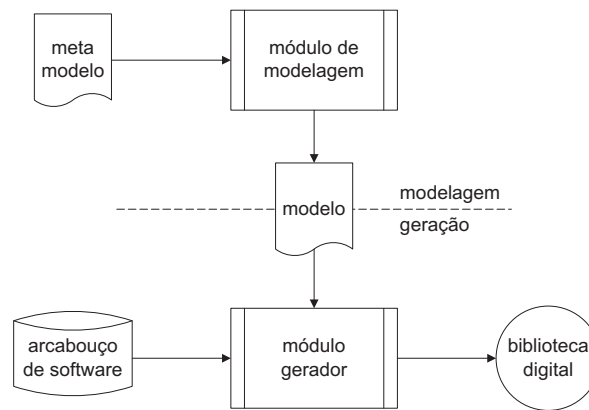 meta
modelo
módulo de
modelagem
modelo
modelagem
geração
arcabouço
de software
módulo
gerador
biblioteca
digital